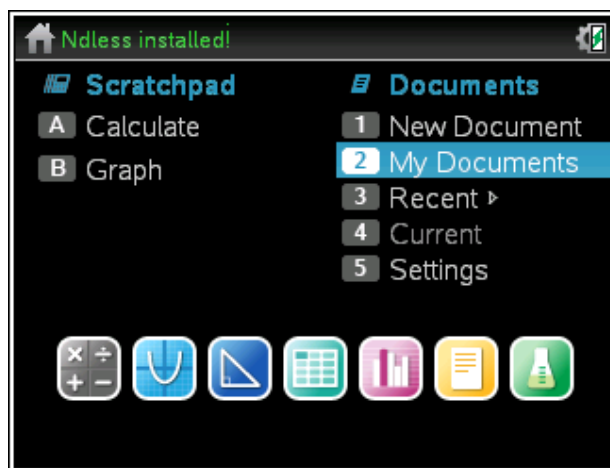 Ndless installed!
Scratchpad
A Calculate
B Graph
Documents
1 New Document
2 My Documents
3 Recent
4 Current
5 Settings